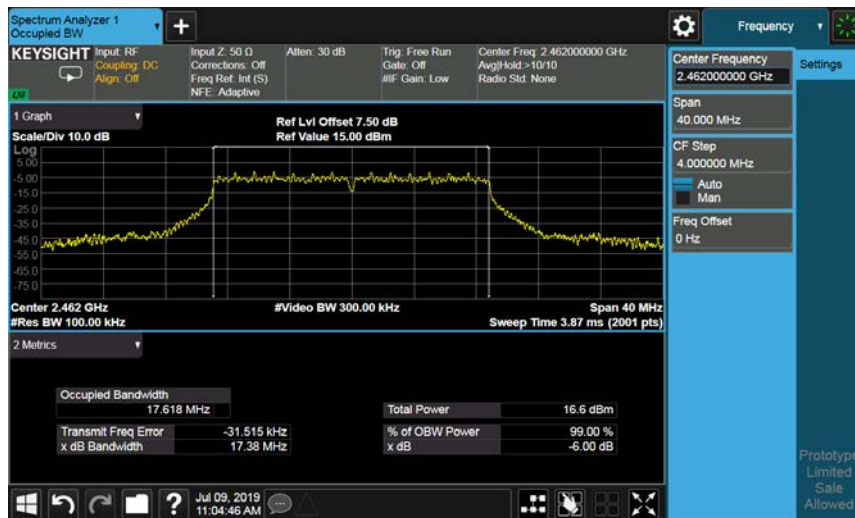 Spectrum Analyzer 1
Occupied BW
Frequency
KEYSIGHT
Input: RF
Coupling: DC
Align: Off
Input Z: 50 Ω
Corrections: Off
Freq Ref: Int (S)
NFE: Adaptive
Atten: 30 dB
Trig: Free Run
Gate: Off
#IF Gain: Low
Center Freq: 2.462000000 GHz
Avg|Hold:>10/10
Radio Std: None
LXI
Center Frequency
2.462000000 GHz
Settings
Span
40.000 MHz
CF Step
4.000000 MHz
Auto
Man
Freq Offset
0 Hz
1 Graph
Scale/Div 10.0 dB
Ref Lvl Offset 7.50 dB
Ref Value 15.00 dBm
Log
5.00
-5.00
-15.0
-25.0
-35.0
-45.0
-55.0
-65.0
-75.0
Center 2.462 GHz
#Res BW 100.00 kHz
#Video BW 300.00 kHz
Span 40 MHz
Sweep Time 3.87 ms (2001 pts)
2 Metrics
Occupied Bandwidth
17.618 MHz
Total Power 16.6 dBm
Transmit Freq Error -31.515 kHz
% of OBW Power 99.00 %
x dB Bandwidth 17.38 MHz
x dB -6.00 dB
Prototype
Limited
Sale
Allowed
?
Jul 09, 2019
11:04:46 AM